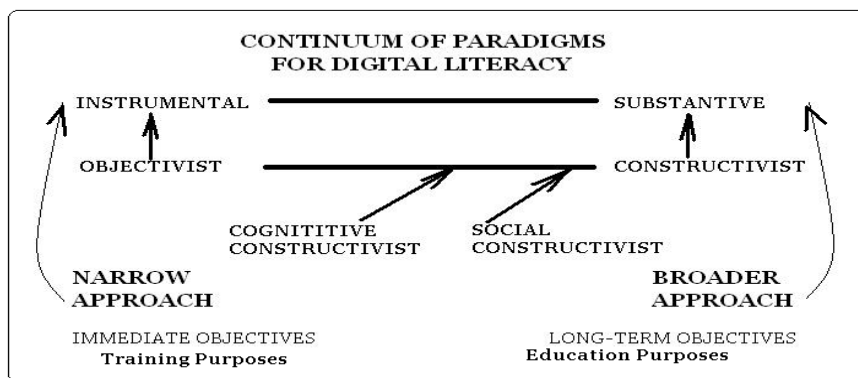 CONTINUUM OF PARADIGMS
FOR DIGITAL LITERACY
INSTRUMENTAL
SUBSTANTIVE
OBJECTIVIST
CONSTRUCTIVIST
COGNITITIVE
CONSTRUCTIVIST
SOCIAL
CONSTRUCTIVIST
NARROW
APPROACH
BROADER
APPROACH
IMMEDIATE OBJECTIVES
Training Purposes
LONG-TERM OBJECTIVES
Education Purposes